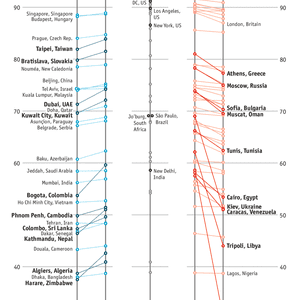 DC, US
90
Singapore, Singapore
Budapest, Hungary
Los Angeles, US
New York, US
London, Britain
90
Prague, Czech Rep.
Taipei, Taiwan
80
Bratislava, Slovakia
Nouméa, New Caledonia
80
Beijing, China
Tel Aviv, Israel
Kuala Lumpur, Malaysia
Dubai, UAE
Doha, Qatar
70
Kuwait City, Kuwait
Asunción, Paraguay
Belgrade, Serbia
Jo'burg, South Africa
São Paulo, Brazil
Athens, Greece
Moscow, Russia
Sofia, Bulgaria
Muscat, Oman
70
Tunis, Tunisia
Baku, Azerbaijan
60
Jeddah, Saudi Arabia
Mumbai, India
New Delhi, India
60
Bogota, Colombia
Ho Chi Minh City, Vietnam
50
Phnom Penh, Cambodia
Tehran, Iran
Colombo, Sri Lanka
Dakar, Senegal
Kathmandu, Nepal
Douala, Cameroon
Cairo, Egypt
Kiev, Ukraine
Caracas, Venezuela
50
Tripoli, Libya
40
Algiers, Algeria
Dhaka, Bangladesh
Harare, Zimbabwe
Lagos, Nigeria
40